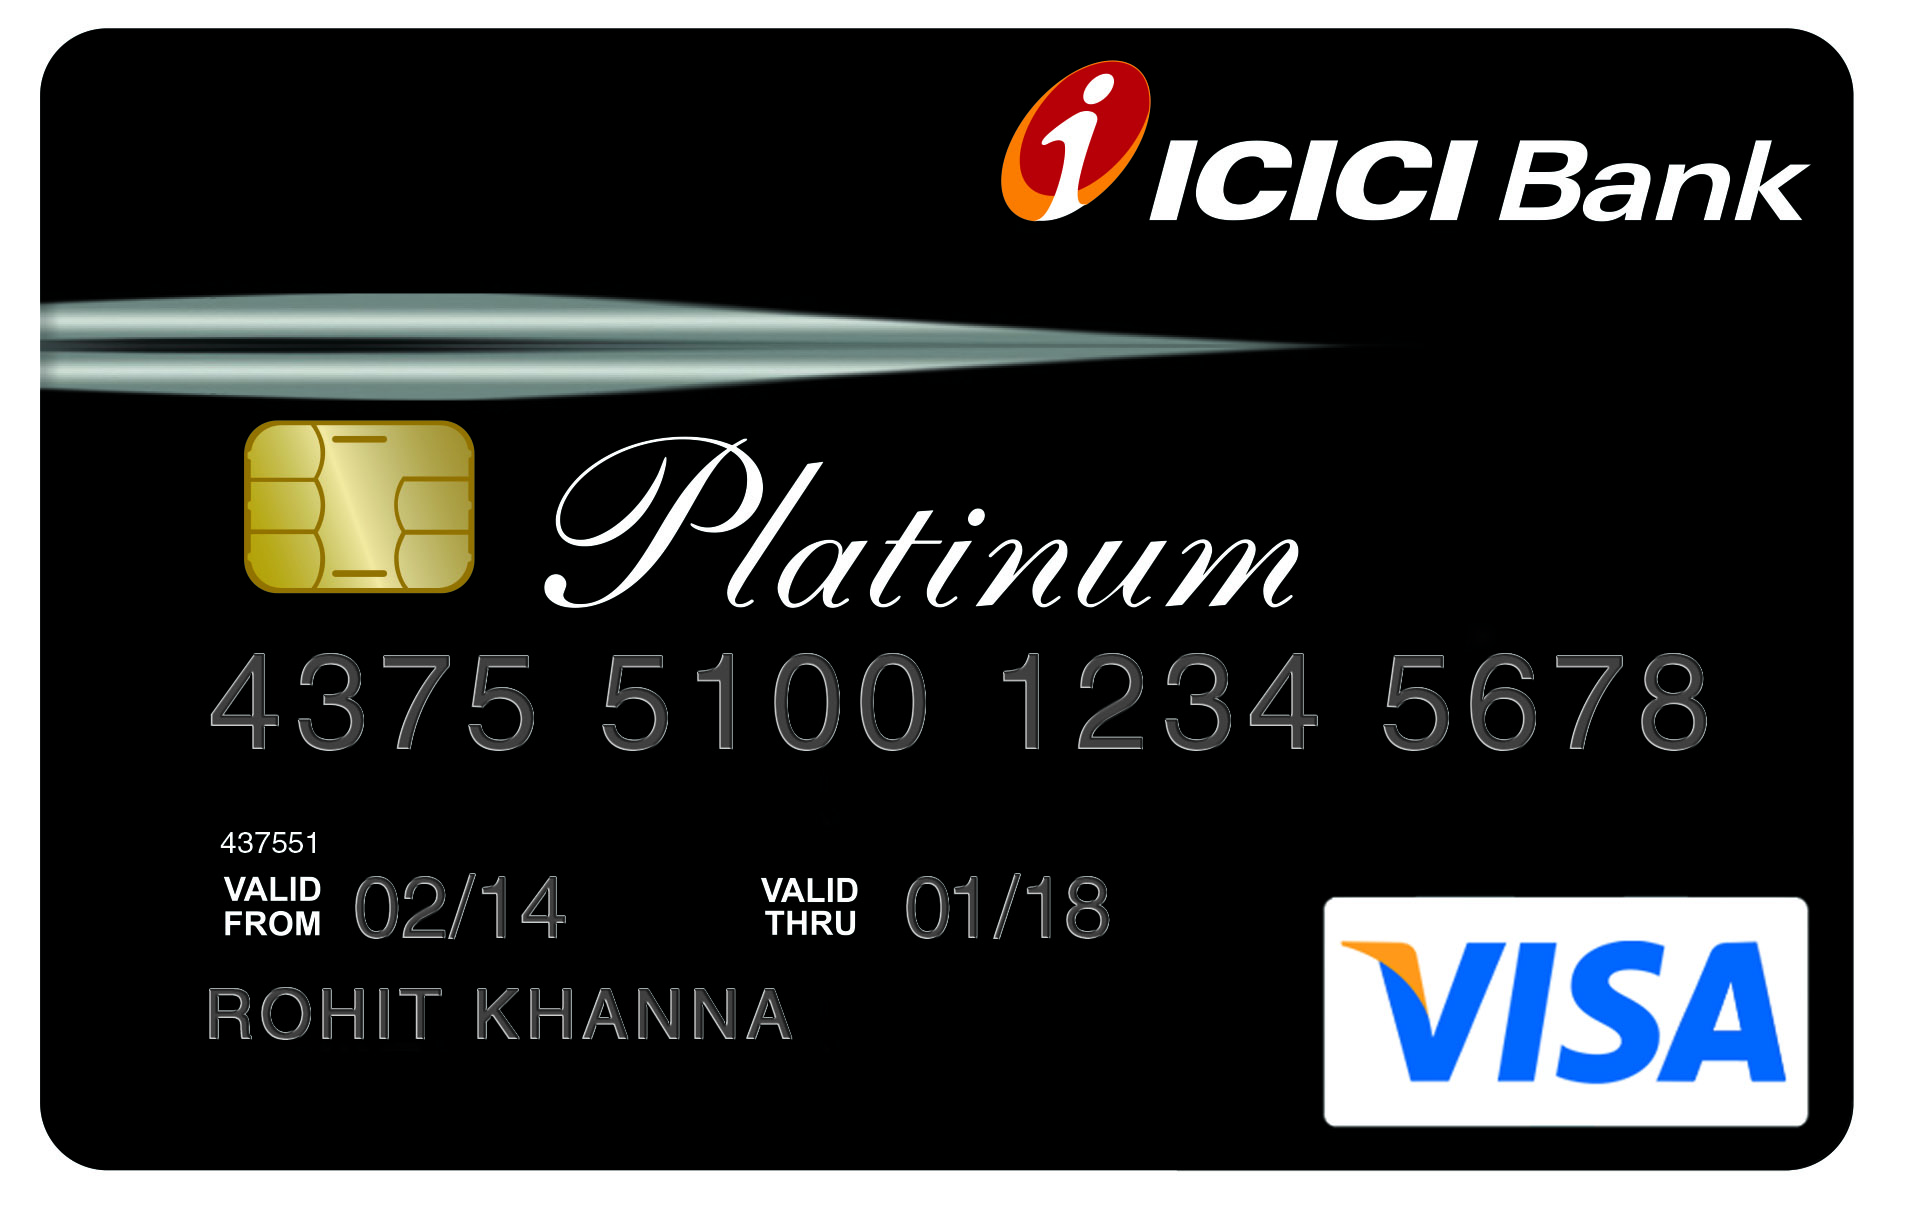 i ICICI Bank
Platinum
4375 5100 1234 5678
437551
VALID FROM 02/14 VALID THRU 01/18
ROHIT KHANNA
VISA